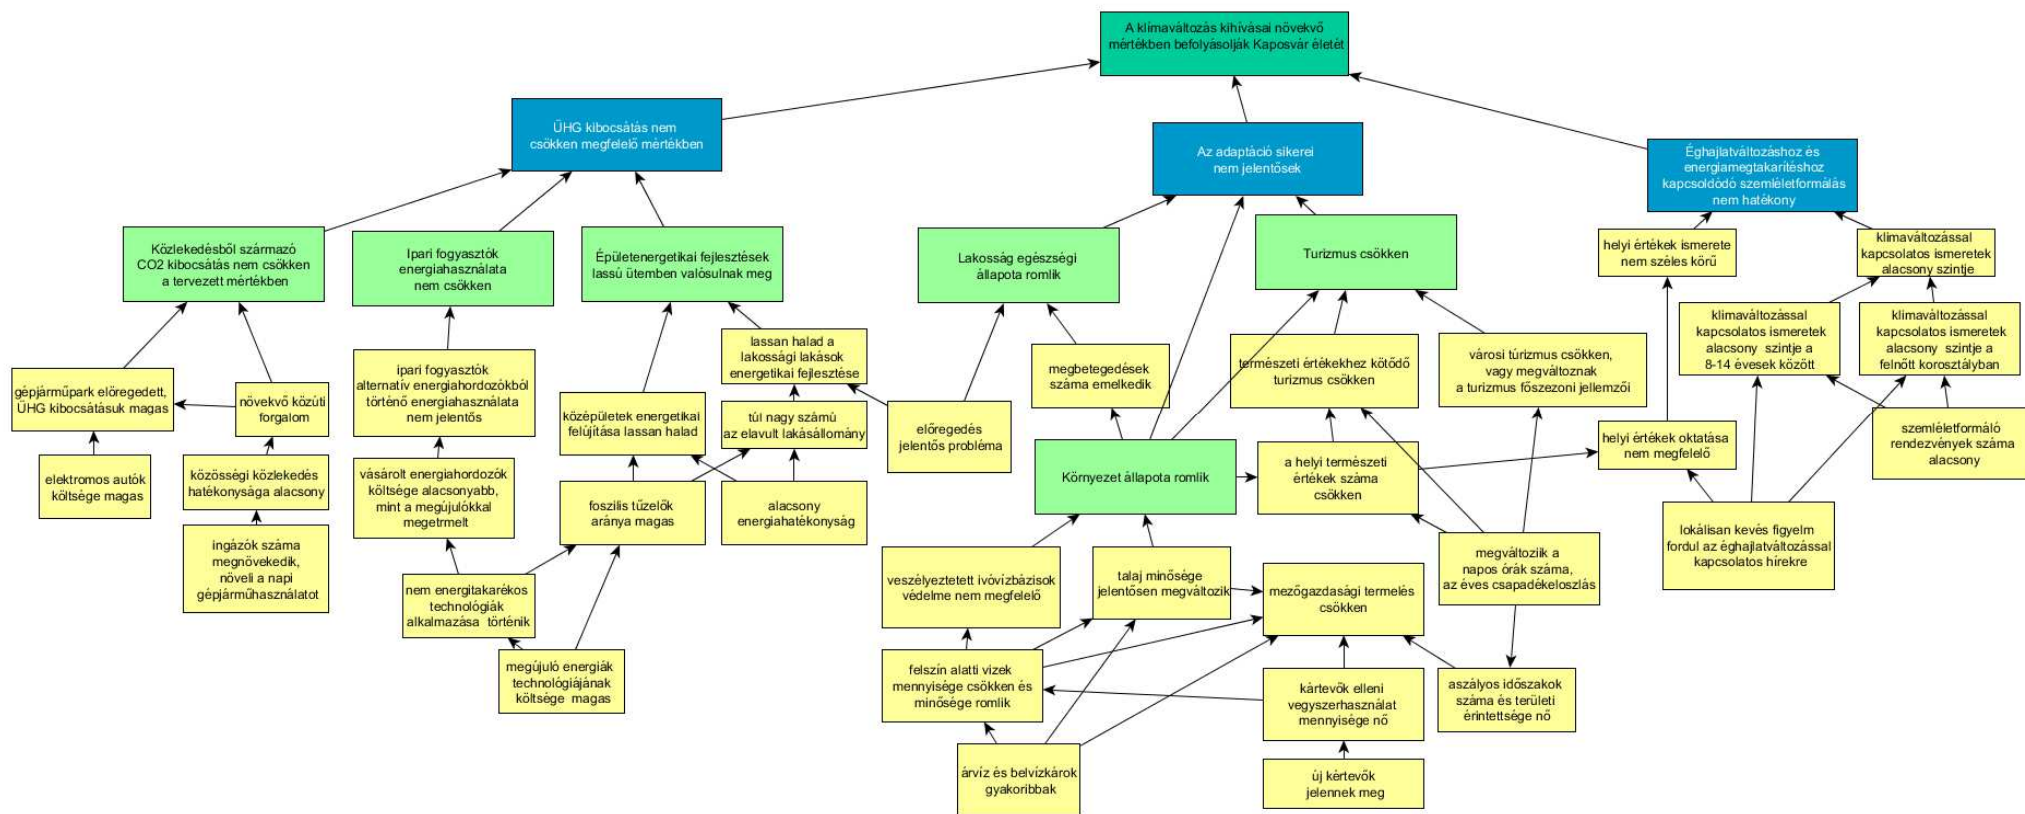 A klímaváltozás kihívásai növekvő
mértékben befolyásolják Kaposvár életét
ÜHG kibocsátás nem
csökken megfelelő mértékben
Az adaptáció sikerei
nem jelentősek
Éghajlatváltozáshoz és
energiamegtakarításhoz
kapcsoldódó szemléletformálás
nem hatékony
Közlekedésből származó
CO2 kibocsátás nem csökken
a tervezett mértékben
Ipari fogyasztók
energiahasználata
nem csökken
Épületenergetikai fejlesztések
lassú ütemben valósulnak meg
Lakosság egészségi
állapota romlik
Turizmus csökken
helyi értékek ismerete
nem széles körű
klimaváltozással
kapcsolatos ismeretek
alacsony szintje
lassan halad a
lakossági lakások
energetikai fejlesztése
klimaváltozással
kapcsolatos ismeretek
alacsony szintje a
8-14 évesek között
klimaváltozással
kapcsolatos ismeretek
alacsony szintje a
felnőtt korosztályban
gépjárműpark elöregedett,
ÜHG kibocsátásuk magas
növekvő közúti
forgalom
ipari fogyasztók
alternatív energiahordozókból
történő energiahasználata
nem jelentős
megbetegedések
száma emelkedik
természeti értékekhez kötődő
turizmus csökken
városi túrizmus csökken,
vagy megváltoznak
a turizmus főszezoni jellemzői
középületek energetikai
felújítása lassan halad
túl nagy számú
az elavult lakásállomány
előregedés
jelentős probléma
helyi értékek oktatása
nem megfelelő
szemléletformáló
rendezvények száma
alacsony
elektromos autók
költsége magas
közösségi közlekedés
hatékonysága alacsony
vásárolt energiahordozók
költsége alacsonyabb,
mint a megújulókkal
megetrmelt
foszilis tűzelők
aránya magas
alacsony
energiahatékonyság
Környezet állapota romlik
a helyi természeti
értékek száma
csökken
lokálisan kevés figyelm
fordul az éghajlatváltozással
kapcsolatos hírekre
ingázók száma
megnövekedik,
növeli a napi
gépjárműhasználatot
nem energitakarékos
technológiák
alkalmazása történik
veszélyeztetett ivóvízbázisok
védelme nem megfelelő
talaj minősége
jelentősen megváltozik
mezőgazdasági termelés
csökken
megváltoziik a
napos órák száma,
az éves csapadékeloszlás
megújuló energiák
technológiájának
költsége magas
felszín alatti vizek
mennyisége csökken és
minősége romlik
kártevők elleni
vegyszerhasználat
mennyisége nő
aszályos időszakok
száma és területi
érintettsége nő
árvíz és belvízkárok
gyakoribbak
új kértevők
jelennek meg